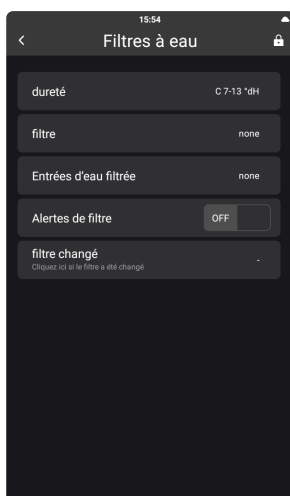 15:54
Filtres à eau
dureté C 7-13 °dH
filtre none
Entrées d'eau filtrée none
Alertes de filtre OFF
filtre changé -
Cliquez ici si le filtre a été changé